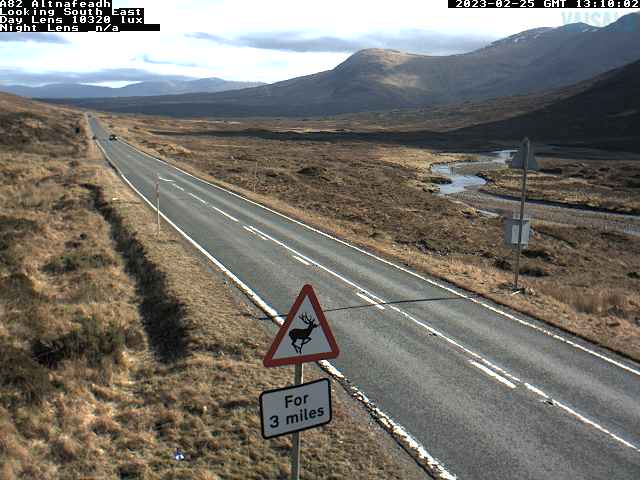 A82 Altnafeadh
Looking South East
Day Lens 10320 lux
Night Lens n/a
2023-02-25 GMT 13:10:02
VAISALA
For
3 miles